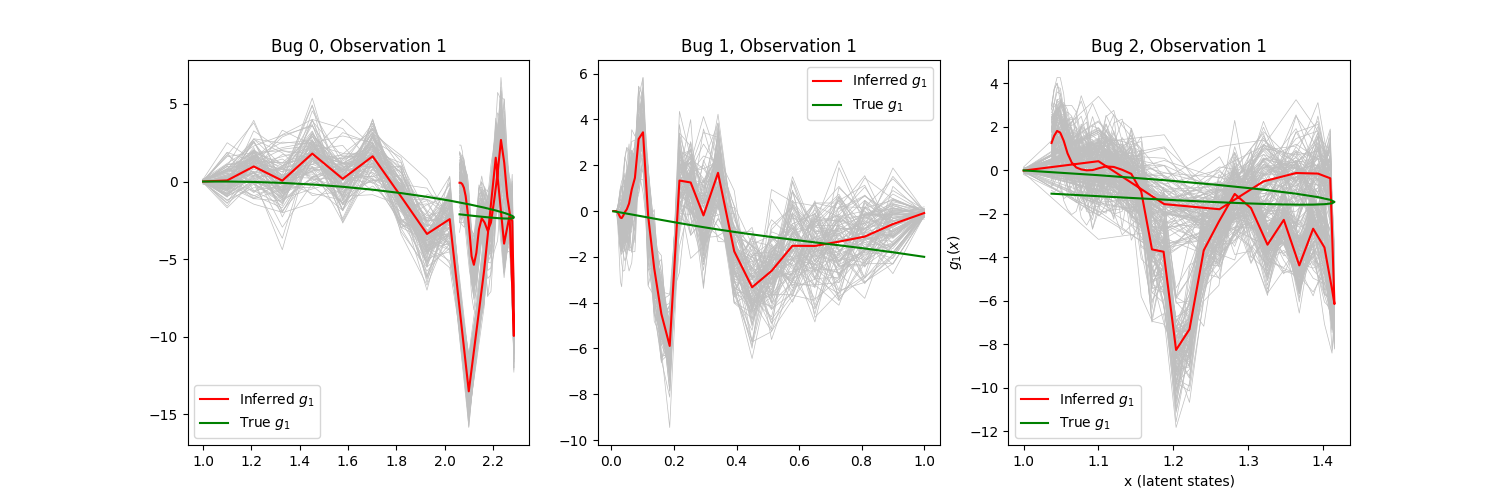 Bug 0, Observation 1
5
0
−5
−10
−15
1.0 1.2 1.4 1.6 1.8 2.0 2.2
Inferred g₁
True g₁
Bug 1, Observation 1
6
4
2
0
−2
−4
−6
−8
−10
0.0 0.2 0.4 0.6 0.8 1.0
Inferred g₁
True g₁
Bug 2, Observation 1
g₁(x)
4
2
0
−2
−4
−6
−8
−10
−12
1.0 1.1 1.2 1.3 1.4
x (latent states)
Inferred g₁
True g₁